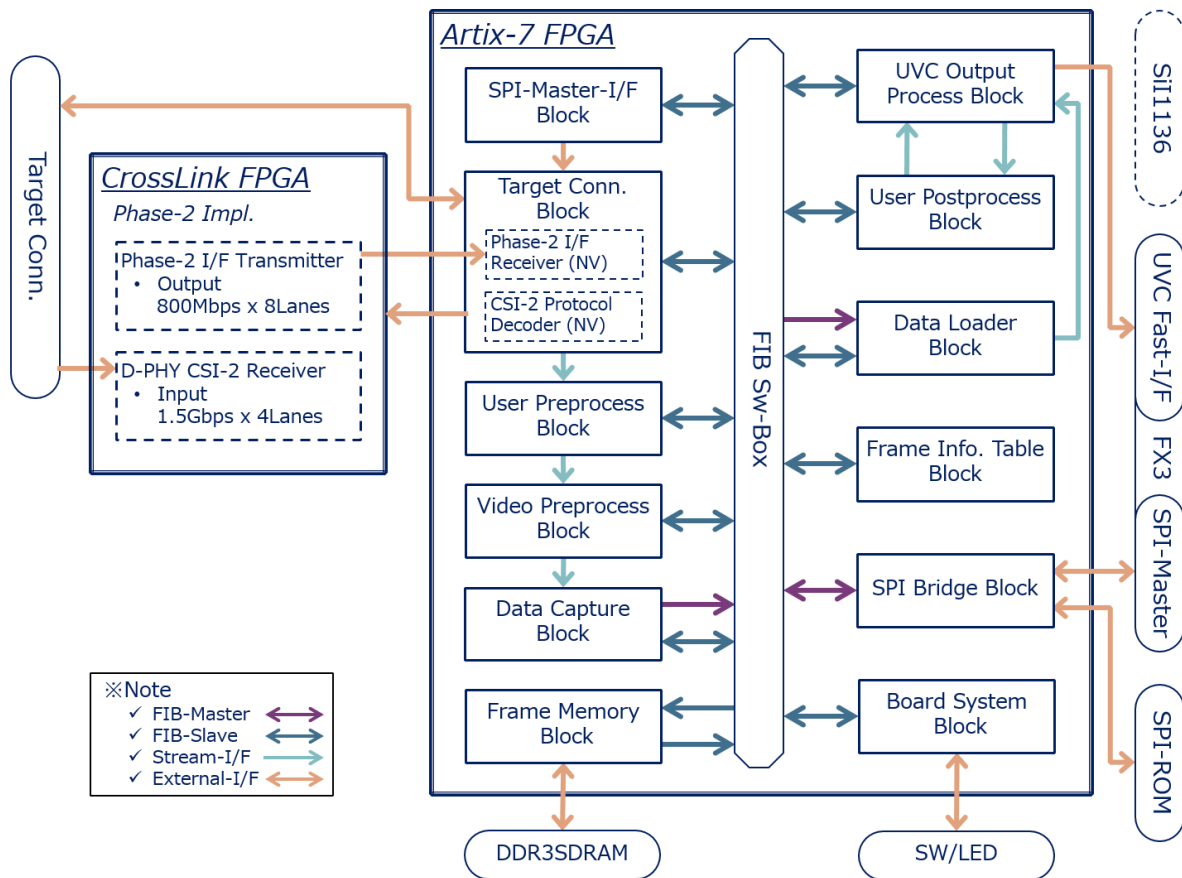 Artix-7 FPGA
SPI-Master-I/F
Block
Target Conn.
Block
Phase-2 I/F
Receiver (NV)
CSI-2 Protocol
Decoder (NV)
User Preprocess
Block
Video Preprocess
Block
Data Capture
Block
Frame Memory
Block
FIB Sw-Box
UVC Output
Process Block
User Postprocess
Block
Data Loader
Block
Frame Info. Table
Block
SPI Bridge Block
Board System
Block
Target Conn.
CrossLink FPGA
Phase-2 Impl.
Phase-2 I/F Transmitter
• Output
800Mbps x 8Lanes
D-PHY CSI-2 Receiver
• Input
1.5Gbps x 4Lanes
SiI1136
UVC Fast-I/F
FX3
SPI-Master
SPI-ROM
DDR3SDRAM
SW/LED
※Note
✓ FIB-Master
✓ FIB-Slave
✓ Stream-I/F
✓ External-I/F